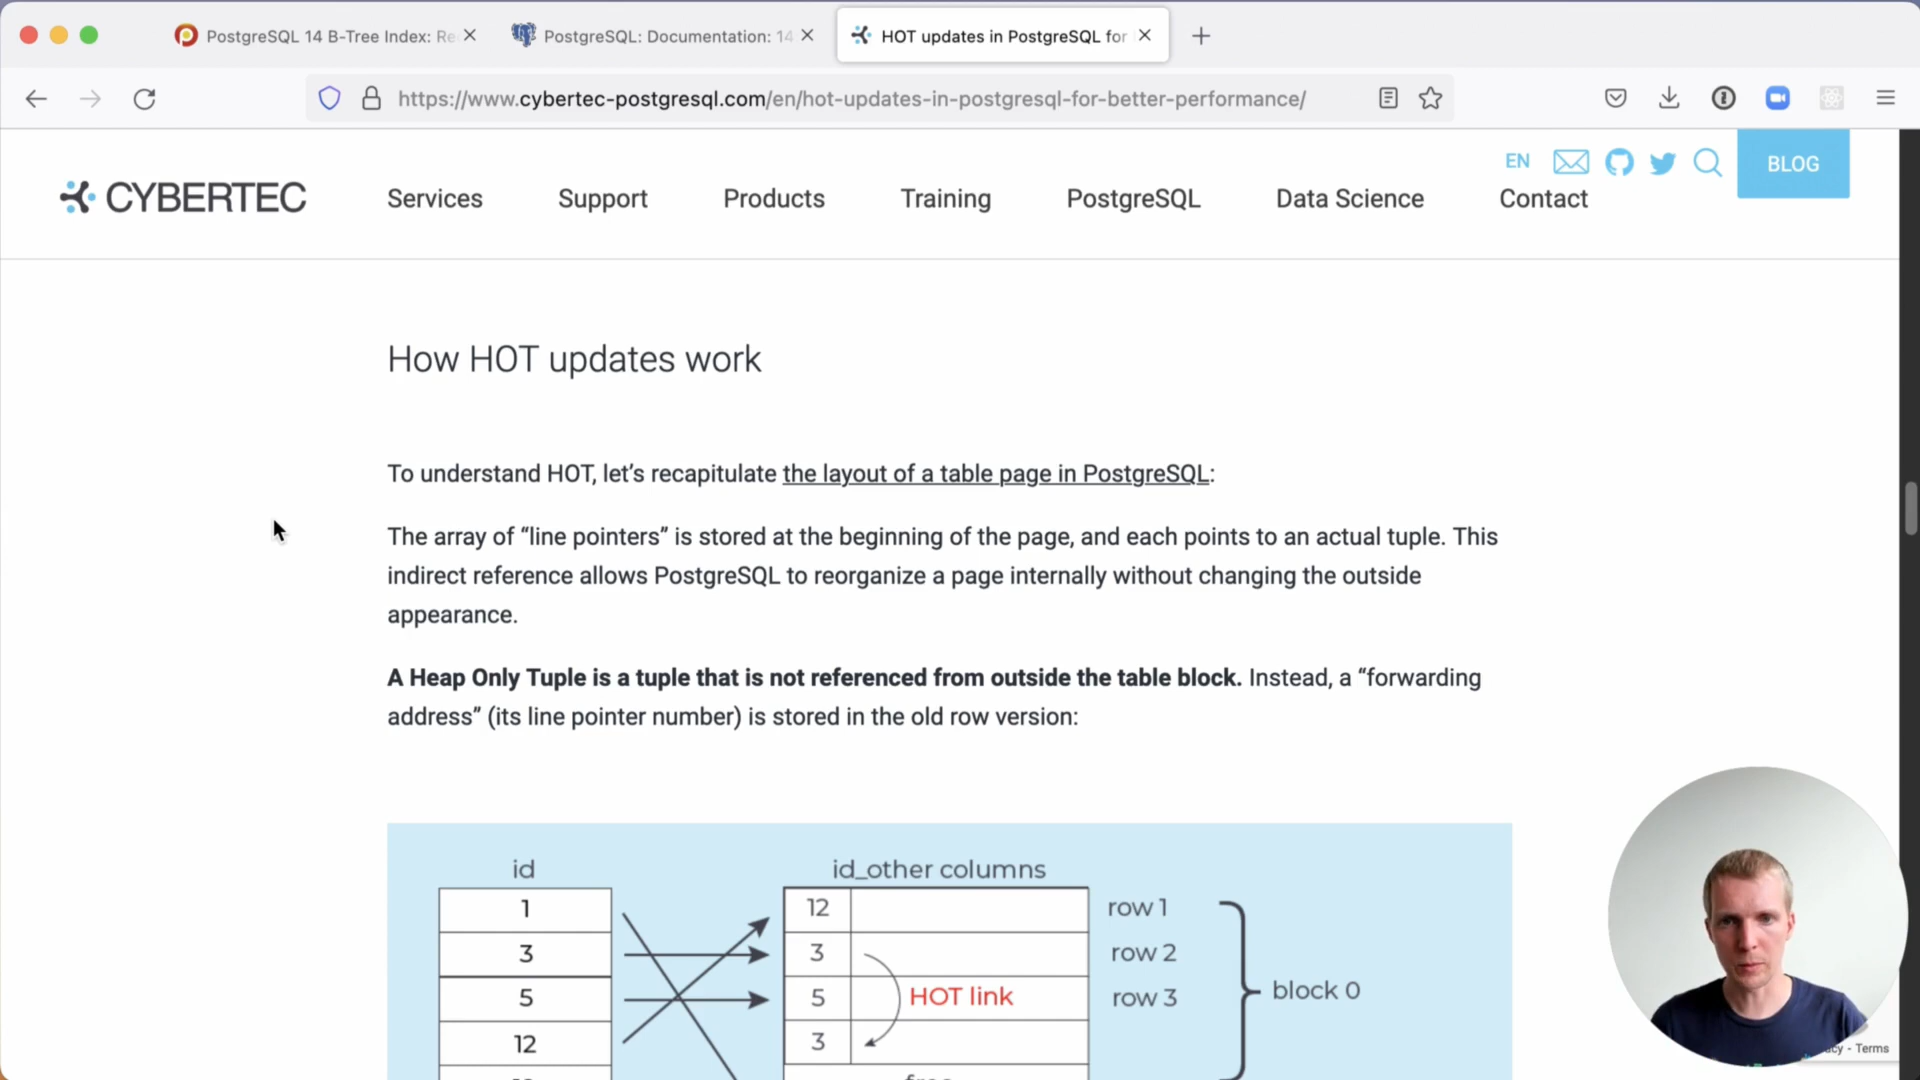 PostgreSQL 14 B-Tree Index: Re
PostgreSQL: Documentation: 14
HOT updates in PostgreSQL for
https://www.cybertec-postgresql.com/en/hot-updates-in-postgresql-for-better-performance/
EN
BLOG
CYBERTEC
Services
Support
Products
Training
PostgreSQL
Data Science
Contact
How HOT updates work
To understand HOT, let’s recapitulate the layout of a table page in PostgreSQL:
The array of “line pointers” is stored at the beginning of the page, and each points to an actual tuple. This
indirect reference allows PostgreSQL to reorganize a page internally without changing the outside
appearance.
A Heap Only Tuple is a tuple that is not referenced from outside the table block. Instead, a “forwarding
address” (its line pointer number) is stored in the old row version:
id
id_other columns
1
12
row 1
3
3
row 2
5
5
HOT link
row 3
block 0
12
3
- Terms